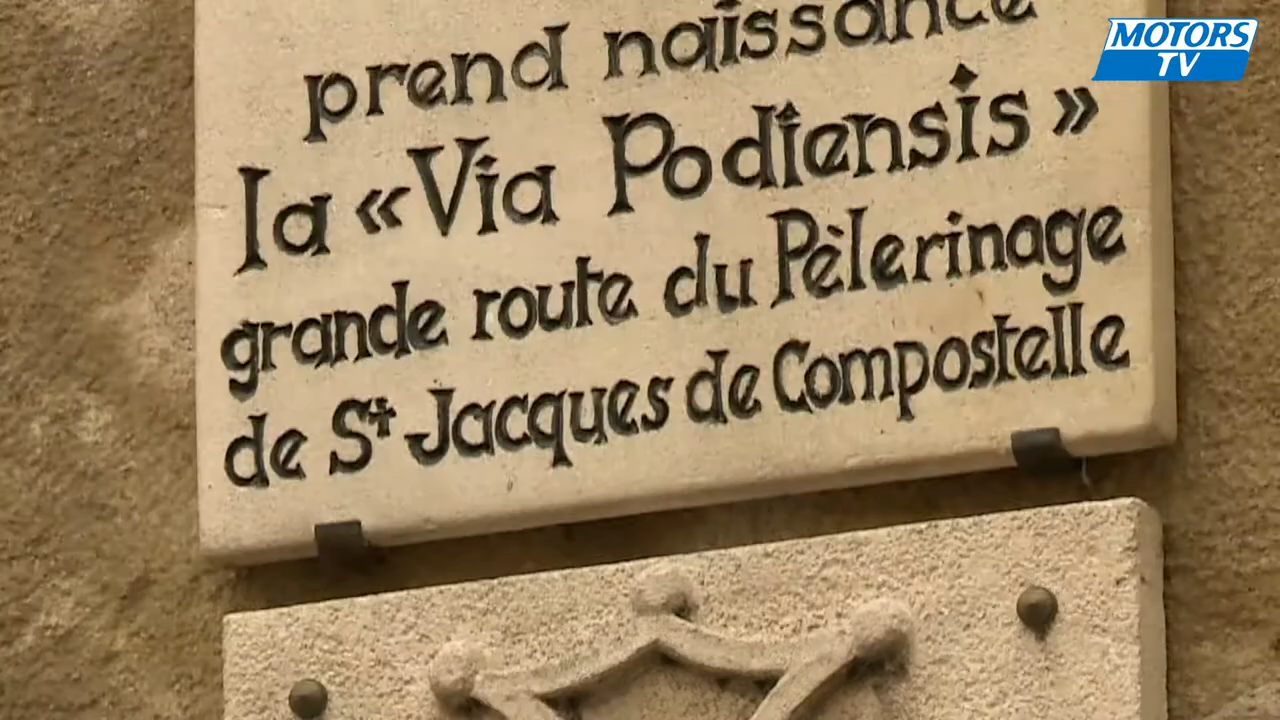 MOTORS
TV
prend naissance
la « Via Podiensis »
grande route du Pèlerinage
de St Jacques de Compostelle